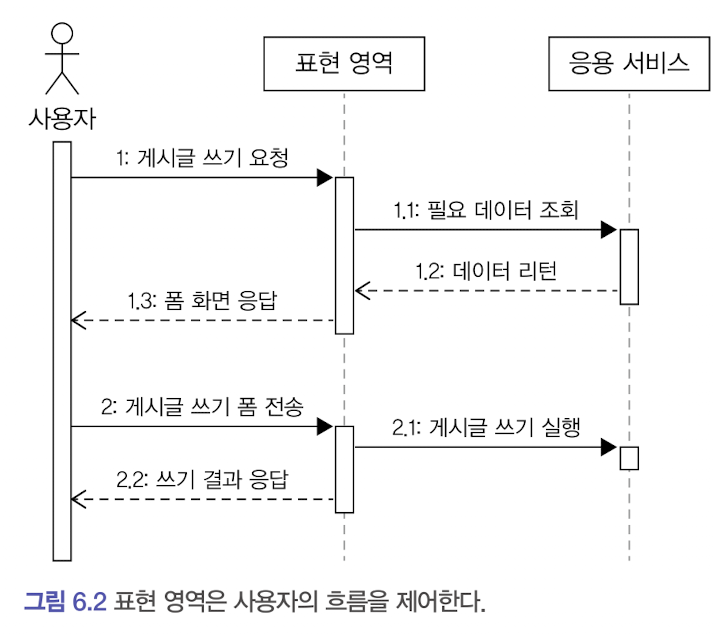 표현 영역
응용 서비스
사용자
1: 게시글 쓰기 요청
1.1: 필요 데이터 조회
1.2: 데이터 리턴
1.3: 폼 화면 응답
2: 게시글 쓰기 폼 전송
2.1: 게시글 쓰기 실행
2.2: 쓰기 결과 응답
그림 6.2 표현 영역은 사용자의 흐름을 제어한다.